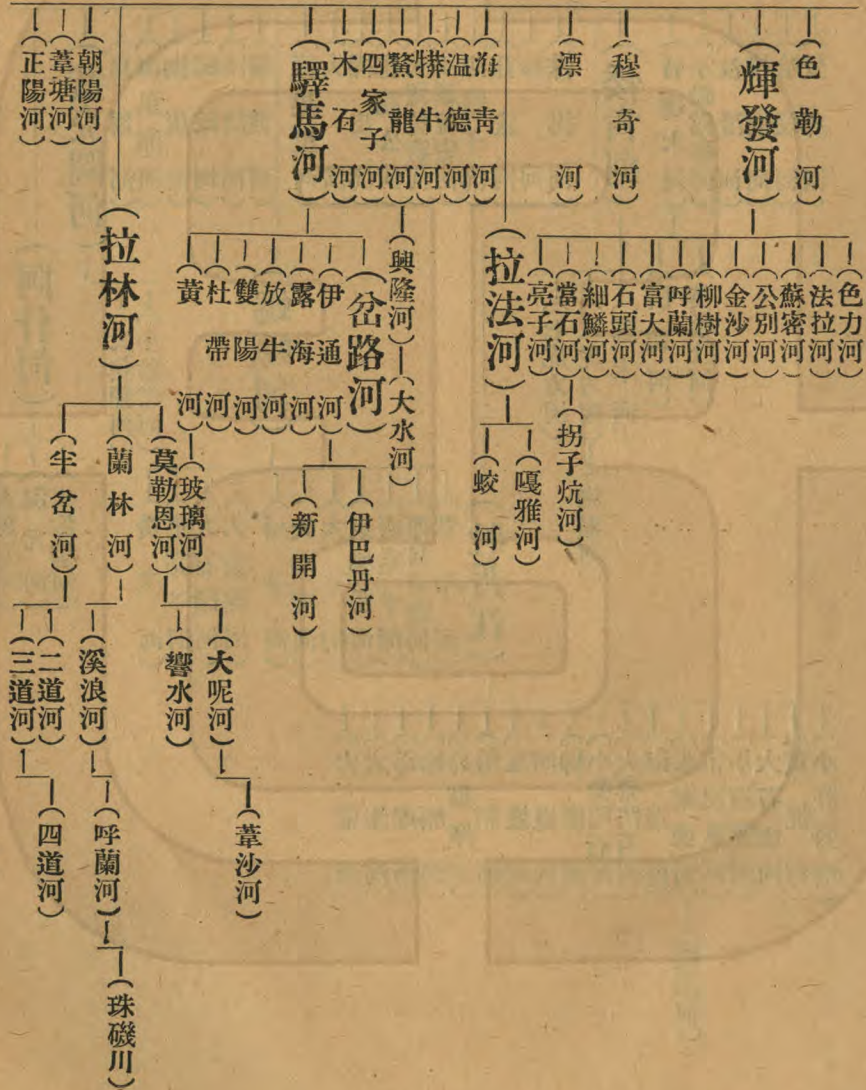 （色勒河）
（輝發河）
（色力河）
（法拉河）
（蘇密河）
（公別河）
（金沙河）
（柳樹河）
（呼蘭河）
（富大河）
（石頭河）
（細鱗河）
（當石河）
（拐子炕河）
（亮子河）
（穆奇河）
（漂河）
（拉法河）
（嘎雅河）
（蛟河）
（海靑河）
（温德河）
（犇牛河）
（鰲龍河）
（興隆河）
（大水河）
（四家子河）
（木石河）
（驛馬河）
（岔路河）
（伊通河）
（伊巴丹河）
（新開河）
（露海河）
（放牛河）
（雙陽河）
（杜帶河）
（黃河）
（玻璃河）
（拉林河）
（莫勒恩河）
（大呢河）
（葦沙河）
（響水河）
（蘭林河）
（溪浪河）
（呼蘭河）
（珠磯川）
（牤岔河）
（二道河）
（四道河）
（三道河）
（朝陽河）
（葦塘河）
（正陽河）